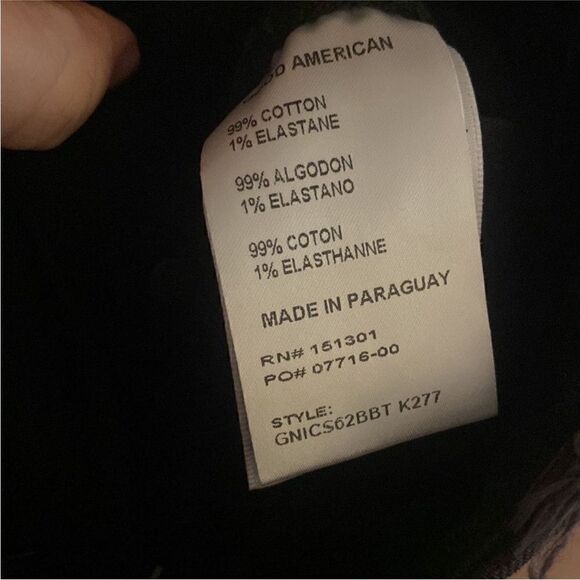 AMERICAN
99% COTTON
1% ELASTANE
99% ALGODON
1% ELASTANO
99% COTON
1% ELASTHANNE
MADE IN PARAGUAY
RN# 151301
PO# 07716-00
STYLE:
GNICS62BBT K277